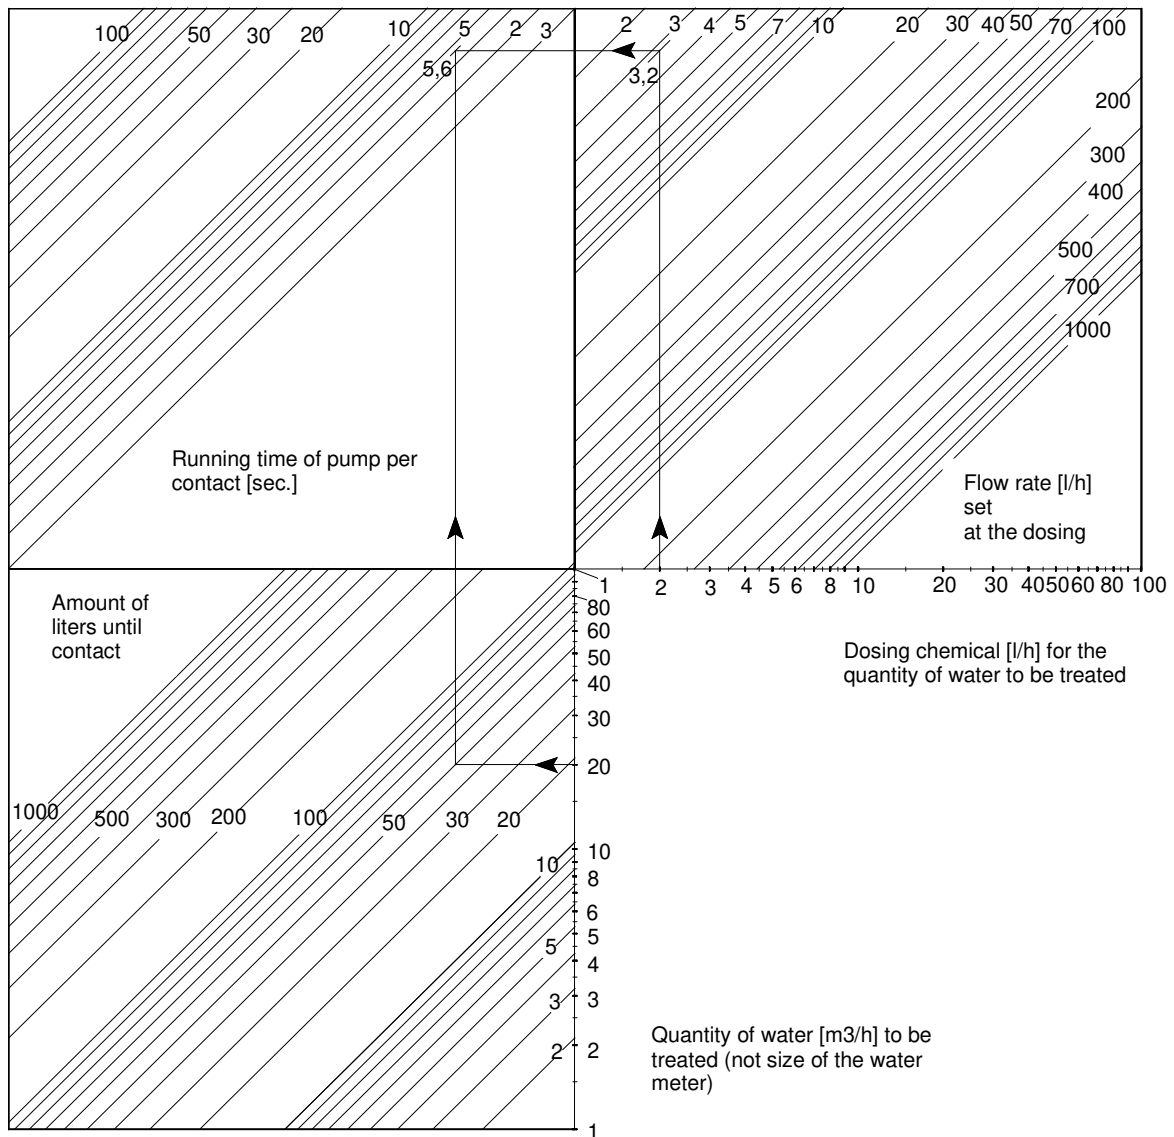 100 50 30 20 10 5 2 3
2 3 4 5 7 10 20 30 40 50 70 100
5,6
3,2
200
300
400
500
700
1000
Running time of pump per
contact [sec.]
Flow rate [l/h]
set
at the dosing
1 2 3 4 5 6 8 10 20 30 40 50 60 80 100
Amount of
liters until
contact
80
60
50
40
30
20
10
8
6
5
4
3
2
1
Dosing chemical [l/h] for the
quantity of water to be treated
1000 500 300 200 100 50 30 20
10
5
3
2
Quantity of water [m3/h] to be
treated (not size of the water
meter)